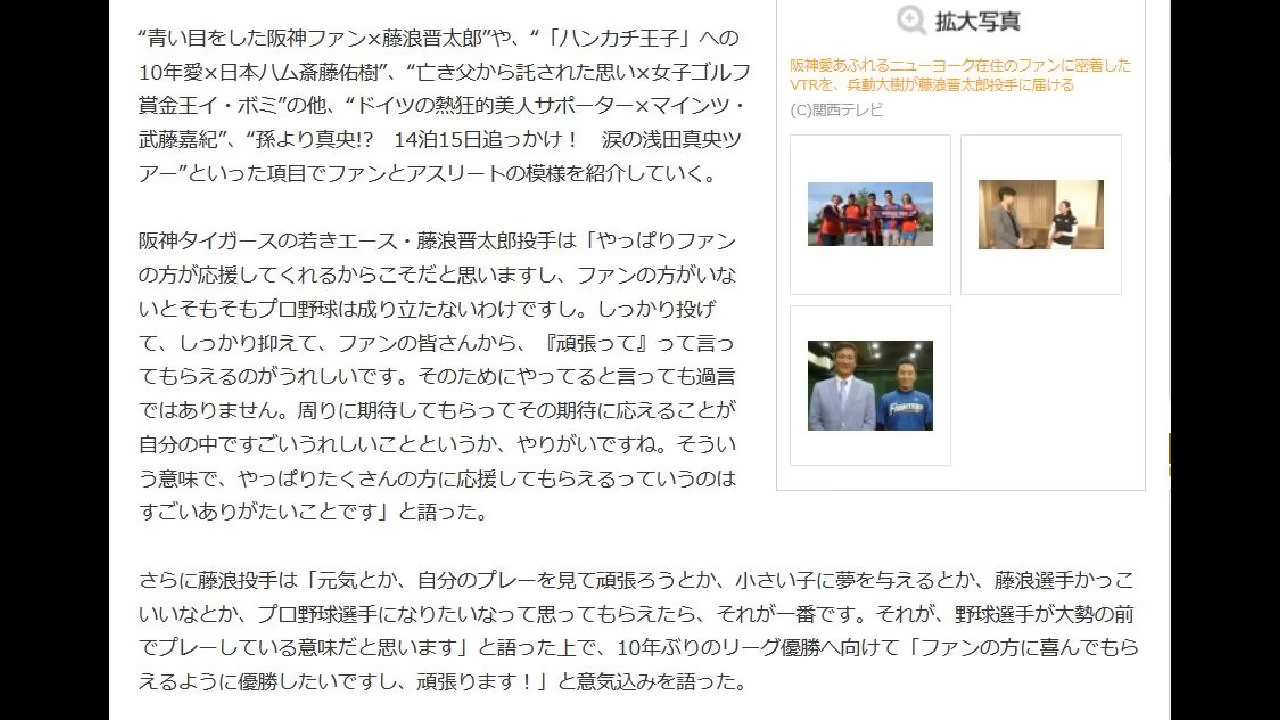 “青い目をした阪神ファン×藤浪晋太郎”や、“「ハンカチ王子」への
10年愛×日本ハム斎藤佑樹”、“亡き父から託された思い×女子ゴルフ
賞金王イ・ボミ”の他、“ドイツの熱狂的美人サポーター×マインツ・
武藤嘉紀”、“孫より真央!?　14泊15日追っかけ！　涙の浅田真央ツ
アー”といった項目でファンとアスリートの模様を紹介していく。
阪神タイガースの若きエース・藤浪晋太郎投手は「やっぱりファン
の方が応援してくれるからこそだと思いますし、ファンの方がいな
いとそもそもプロ野球は成り立たないわけですし。しっかり投げ
て、しっかり抑えて、ファンの皆さんから、『頑張って』って言っ
てもらえるのがうれしいです。そのためにやってると言っても過言
ではありません。周りに期待してもらってその期待に応えることが
自分の中ですごいうれしいことというか、やりがいですね。そうい
う意味で、やっぱりたくさんの方に応援してもらえるっていうのは
すごいありがたいことです」と語った。
さらに藤浪投手は「元気とか、自分のプレーを見て頑張ろうとか、小さい子に夢を与えるとか、藤浪選手かっこ
いいなとか、プロ野球選手になりたいなって思ってもらえたら、それが一番です。それが、野球選手が大勢の前
でプレーしている意味だと思います」と語った上で、10年ぶりのリーグ優勝へ向けて「ファンの方に喜んでもら
えるように優勝したいですし、頑張ります！」と意気込みを語った。
拡大写真
阪神愛あふれるニューヨーク在住のファンに密着した
VTRを、兵動大樹が藤浪晋太郎投手に届ける
(C)関西テレビ